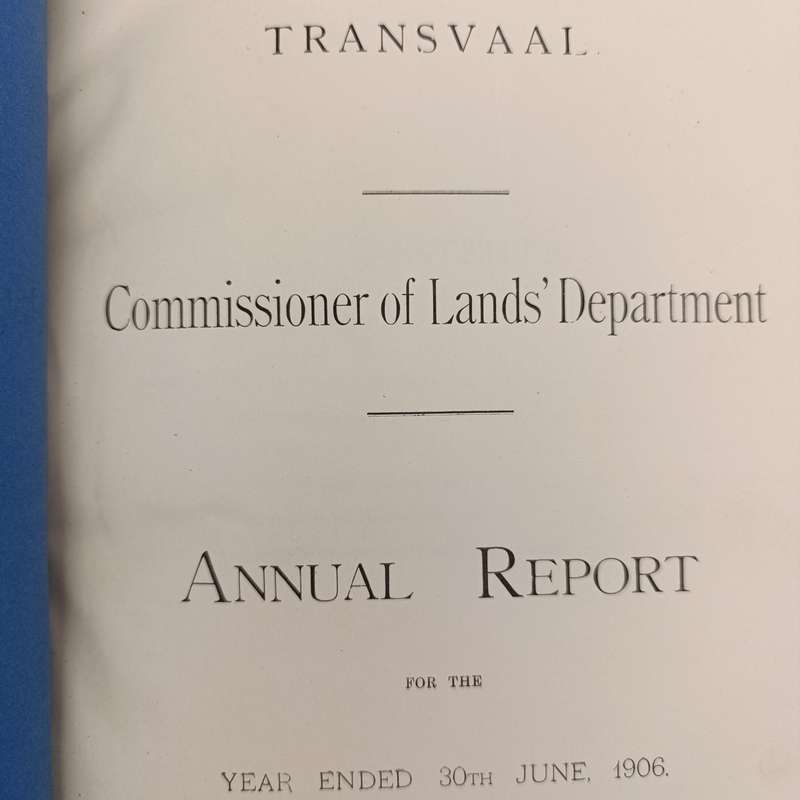 TRANSVAAL.
Commissioner of Lands' Department
ANNUAL REPORT
FOR THE
YEAR ENDED 30TH JUNE, 1906.